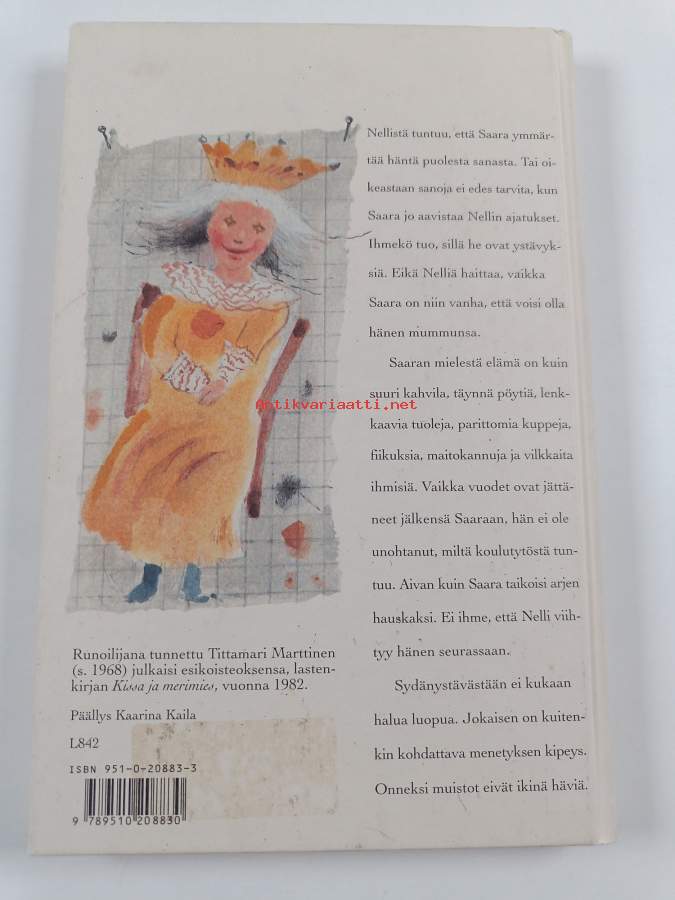 Nellistä tuntuu, että Saara ymmär-
tää häntä puolesta sanasta. Tai oi-
keastaan sanoja ei edes tarvita, kun
Saara jo aavistaa Nellin ajatukset.
Ihmekö tuo, sillä he ovat ystävyk-
siä. Eikä Nelliä haittaa, vaikka
Saara on niin vanha, että voisi olla
hänen mummunsa.
Saaran mielestä elämä on kuin
suuri kahvila, täynnä pöytiä, lenk-
kaavia tuoleja, parittomia kuppeja,
fiikuksia, maitokannuja ja vilkkaita
ihmisiä. Vaikka vuodet ovat jättä-
neet jälkensä Saaraan, hän ei ole
unohtanut, miltä koulutytöstä tun-
tuu. Aivan kuin Saara taikoisi arjen
hauskaksi. Ei ihme, että Nelli viih-
tyy hänen seurassaan.
Sydänystävästään ei kukaan
halua luopua. Jokaisen on kuiten-
kin kohdattava menetyksen kipeys.
Onneksi muistot eivät ikinä häviä.
Antikvariaatti.net
Runoilijana tunnettu Tittamari Marttinen
(s. 1968) julkaisi esikoisteoksensa, lasten-
kirjan Kissa ja merimies, vuonna 1982.
Päällys Kaarina Kaila
L842
ISBN 951-0-20883-3
9 789510 208830